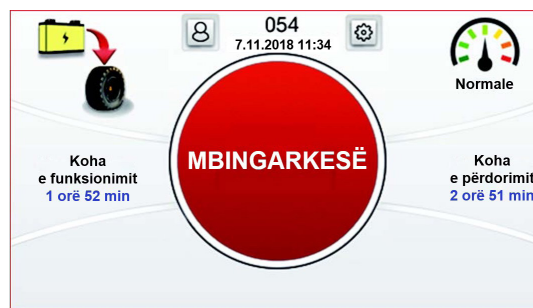 054
7.11.2018 11:34
Normale
MBINGARKESË
Koha
e funksionimit
1 orë 52 min
Koha
e përdorimit
2 orë 51 min